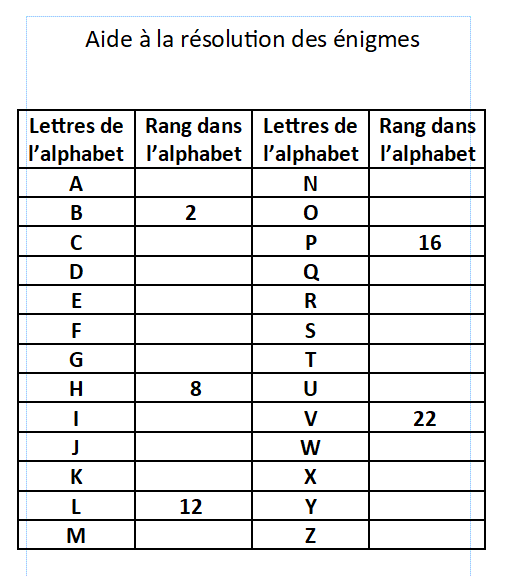 Aide à la résolution des énigmes
Lettres de l’alphabet Rang dans l’alphabet Lettres de l’alphabet Rang dans l’alphabet
A N
B 2 O
C P 16
D Q
E R
F S
G T
H 8 U
I V 22
J W
K X
L 12 Y
M Z